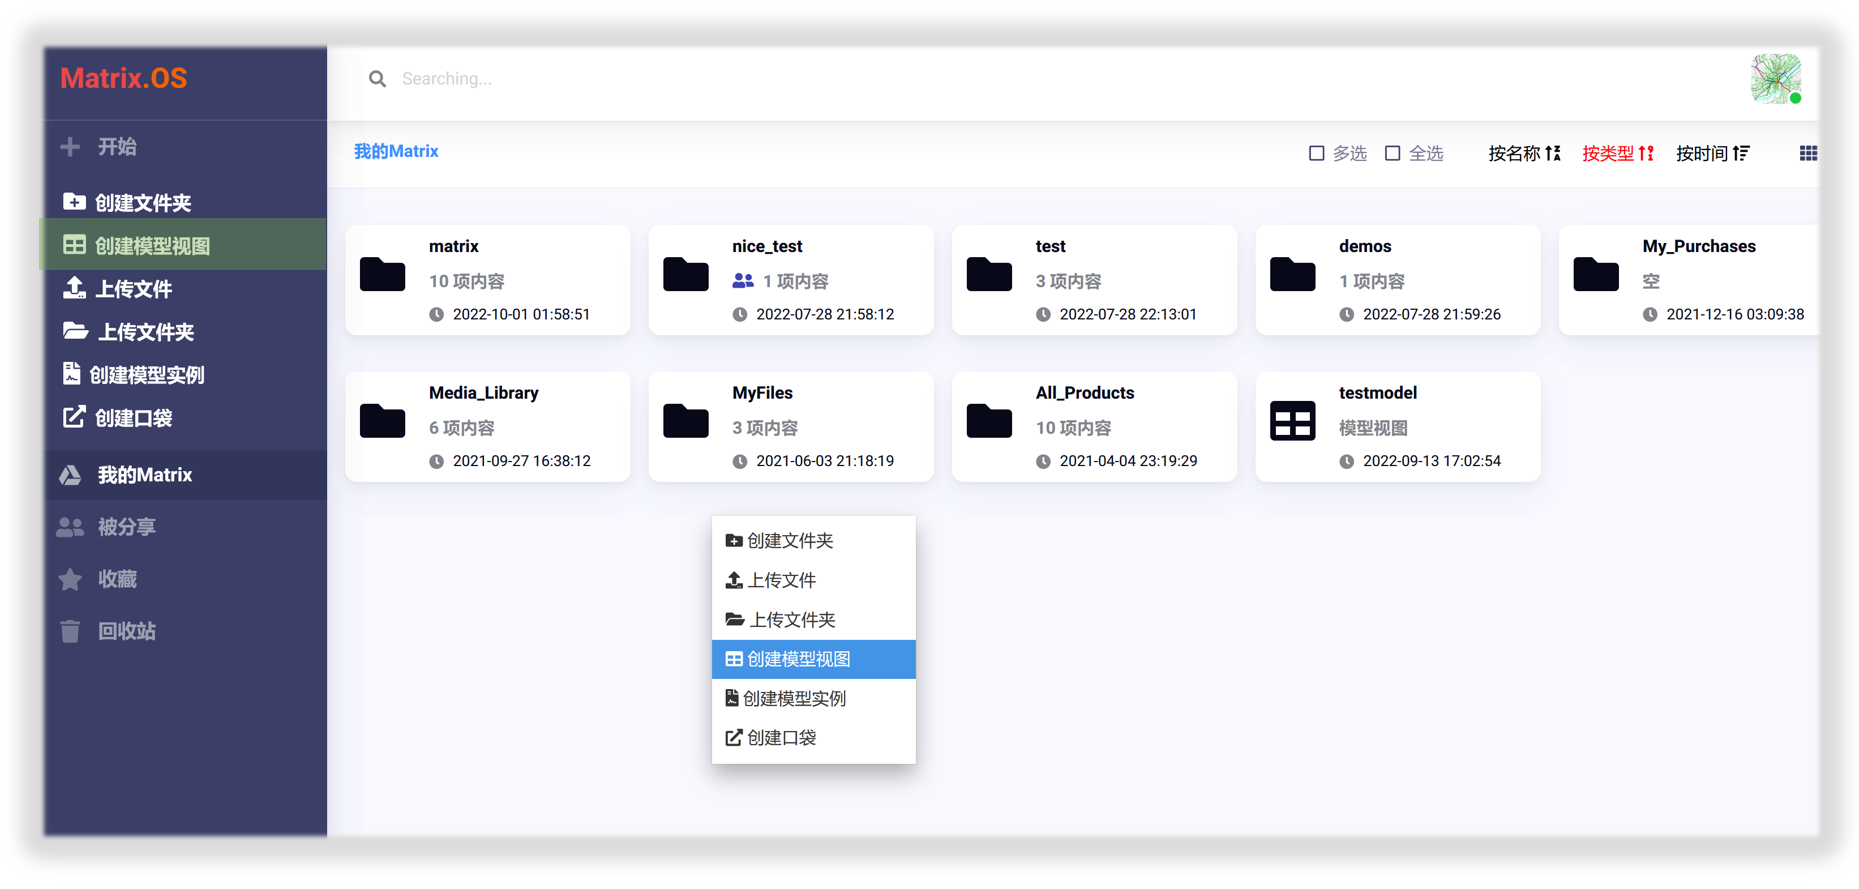 Matrix.OS
Searching...
开始
创建文件夹
创建模型视图
上传文件
上传文件夹
创建模型实例
创建口袋
我的Matrix
被分享
收藏
回收站
我的Matrix
多选 全选 按名称 按类型 按时间
matrix
10 项内容
2022-10-01 01:58:51
nice_test
1 项内容
2022-07-28 21:58:12
test
3 项内容
2022-07-28 22:13:01
demos
1 项内容
2022-07-28 21:59:26
My_Purchases
空
2021-12-16 03:09:38
Media_Library
6 项内容
2021-09-27 16:38:12
MyFiles
3 项内容
2021-06-03 21:18:19
All_Products
10 项内容
2021-04-04 23:19:29
testmodel
模型视图
2022-09-13 17:02:54
创建文件夹
上传文件
上传文件夹
创建模型视图
创建模型实例
创建口袋